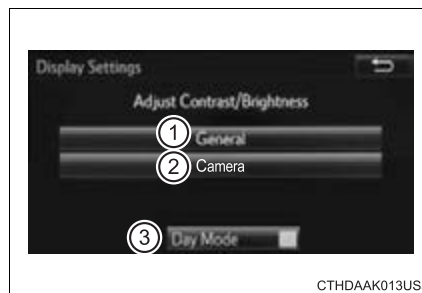 Display Settings
Adjust Contrast/Brightness
1 General
2 Camera
3 Day Mode
CTHDAAK013US